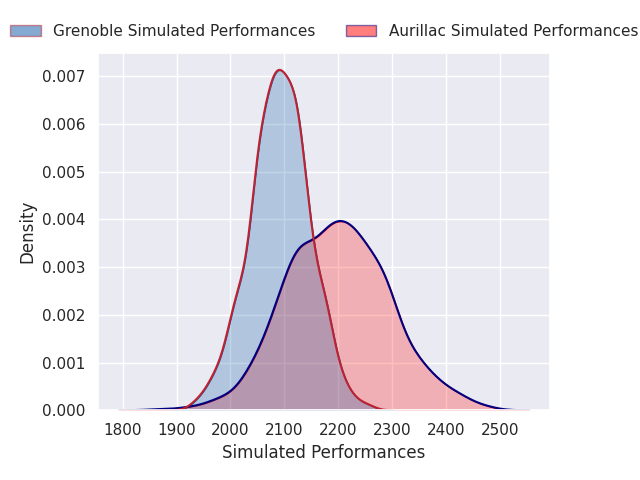 Grenoble Simulated Performances Aurillac Simulated Performances
0.007
0.006
0.005
0.004
0.003
0.002
0.001
0.000
Density
1800 1900 2000 2100 2200 2300 2400 2500
Simulated Performances